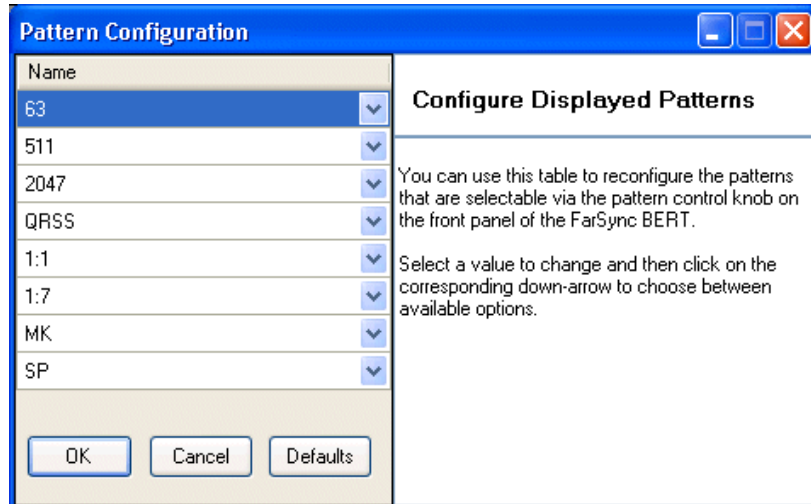 Pattern Configuration
Name
63
511
2047
QRSS
1:1
1:7
MK
SP
OK Cancel Defaults
Configure Displayed Patterns
You can use this table to reconfigure the patterns
that are selectable via the pattern control knob on
the front panel of the FarSync BERT.
Select a value to change and then click on the
corresponding down-arrow to choose between
available options.